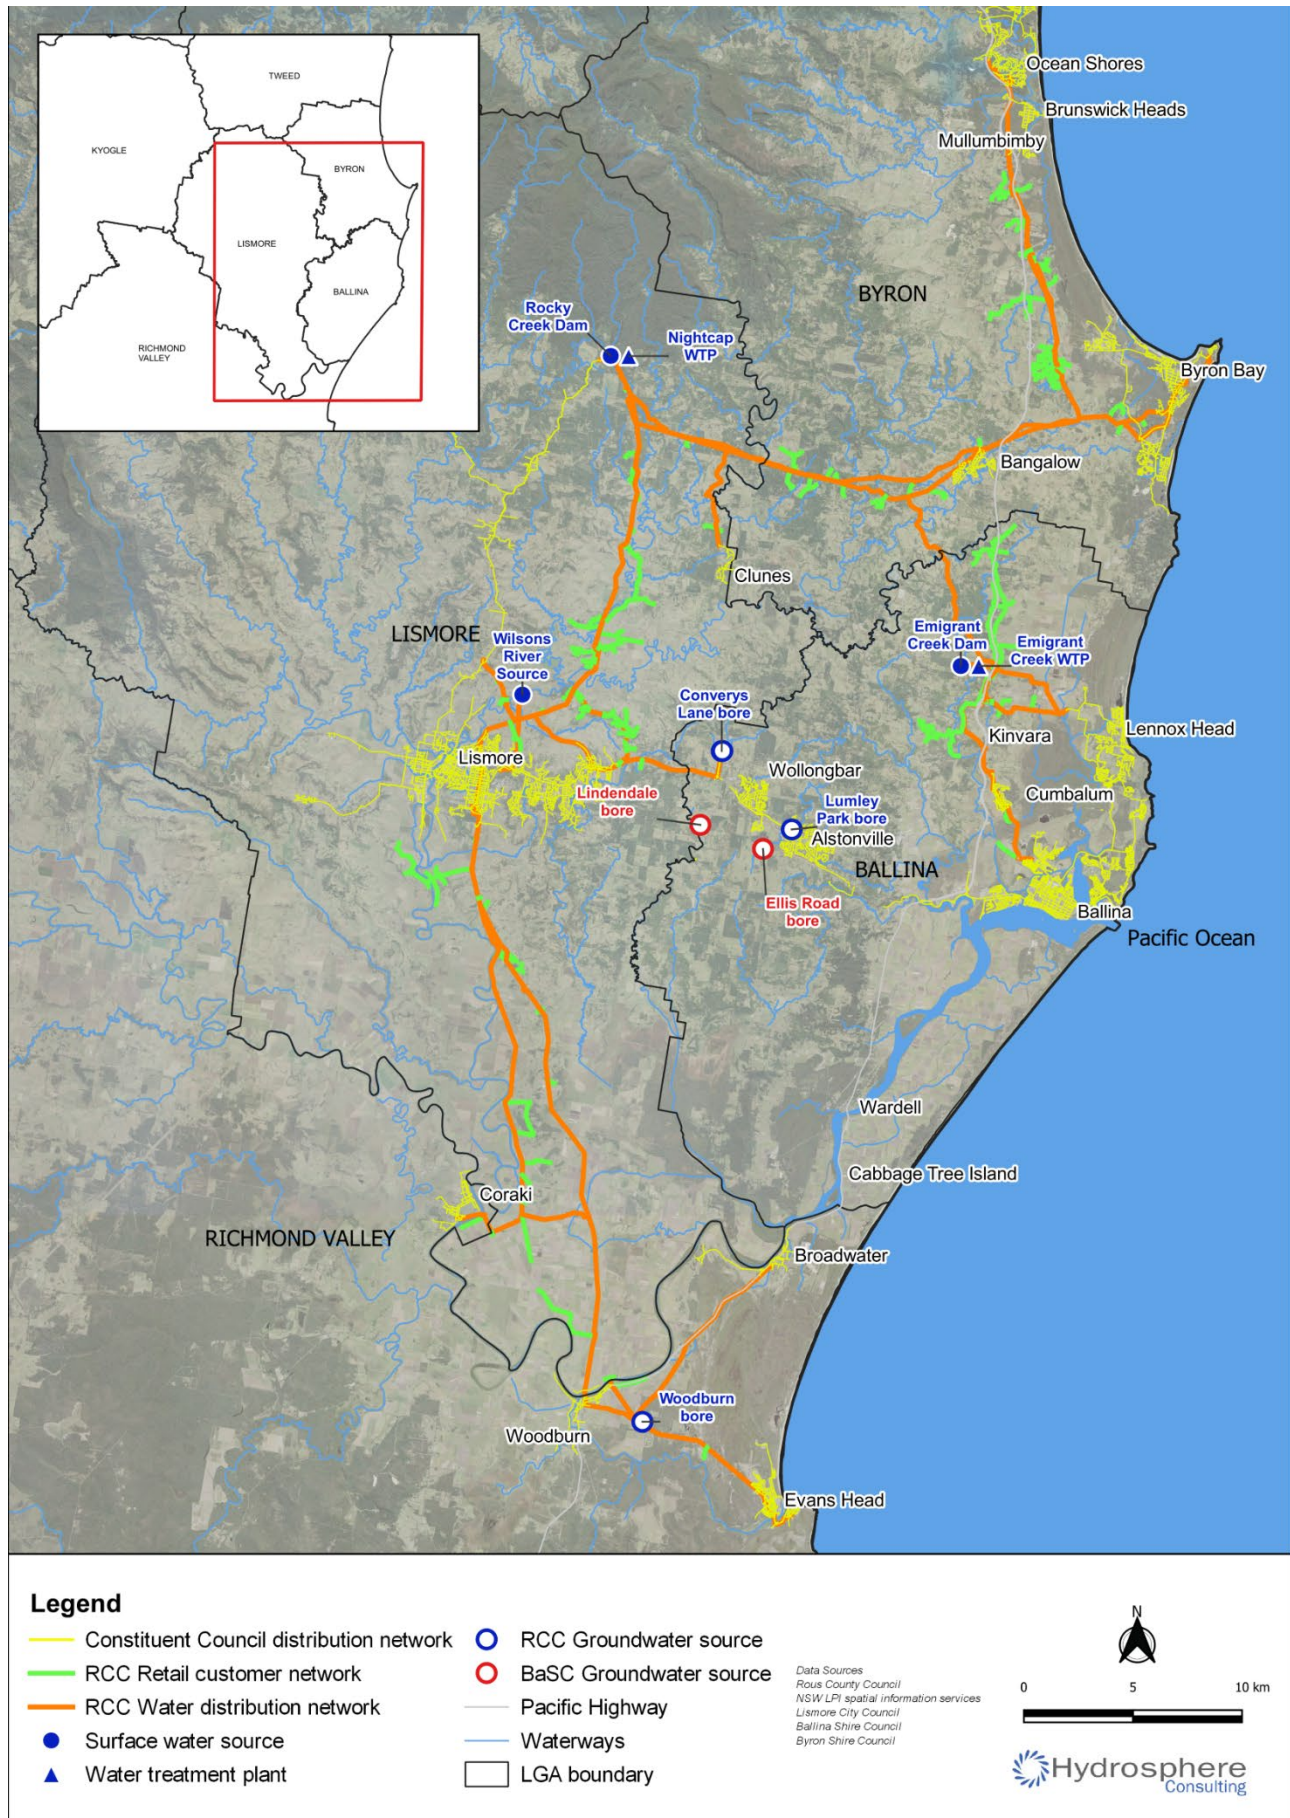 TWEED
KYOGLE
BYRON
LISMORE
BALLINA
RICHMOND
VALLEY
Ocean Shores
Brunswick Heads
Mullumbimby
BYRON
Rocky
Creek Dam
Nightcap
WTP
Byron Bay
Bangalow
Clunes
LISMORE
Wilsons
River
Source
Emigrant
Creek Dam
Emigrant
Creek WTP
Converys
Lane bore
Lennox Head
Kinvara
Lismore
Wollongbar
Lindendale
bore
Cumbalum
Lumley
Park bore
Alstonville
BALLINA
Ellis Road
bore
Ballina
Pacific Ocean
Wardell
Cabbage Tree Island
Coraki
RICHMOND VALLEY
Broadwater
Woodburn
bore
Woodburn
Evans Head
Legend
Constituent Council distribution network
RCC Retail customer network
RCC Water distribution network
Surface water source
Water treatment plant
RCC Groundwater source
BaSC Groundwater source
Pacific Highway
Waterways
LGA boundary
Data Sources
Rous County Council
NSW LPI spatial information services
Lismore City Council
Ballina Shire Council
Byron Shire Council
N
0 5 10 km
Hydrosphere
Consulting